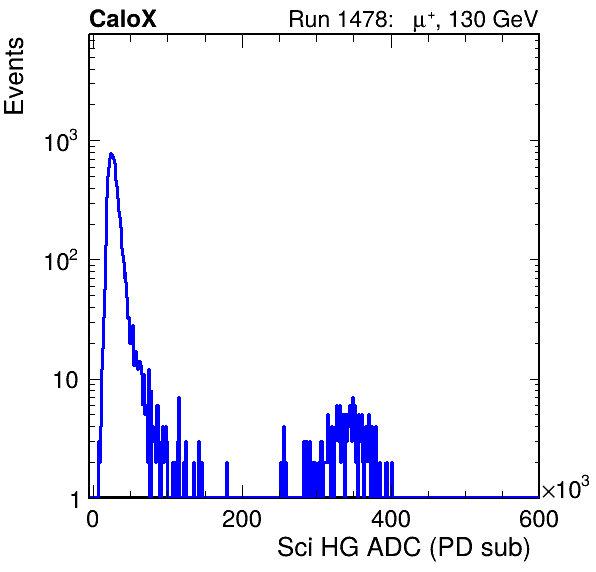 CaloX Run 1478: μ⁺, 130 GeV
Events
10³
10²
10
1
0 200 400 600
×10³
Sci HG ADC (PD sub)